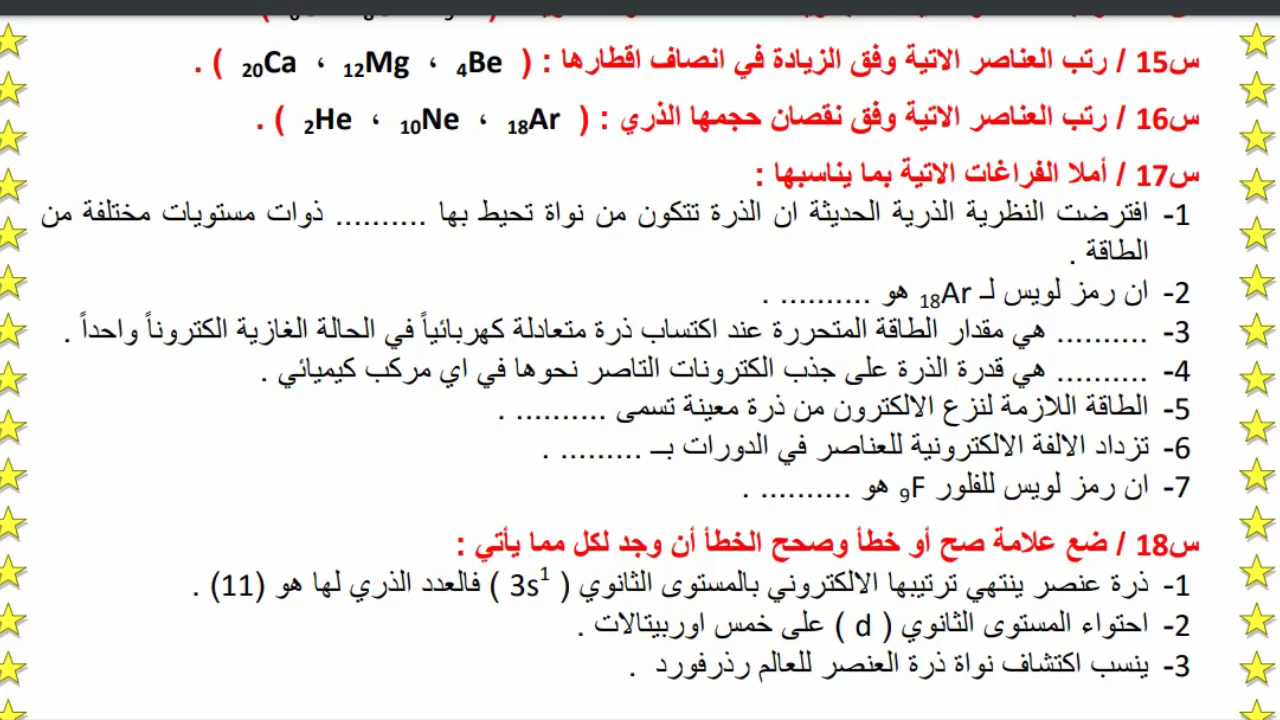 س15 / رتب العناصر الاتية وفق الزيادة في انصاف اقطارها : ( ₄Be ، ₁₂Mg ، ₂₀Ca ) .
س16 / رتب العناصر الاتية وفق نقصان حجمها الذري : ( ₁₈Ar ، ₁₀Ne ، ₂He ) .
س17 / أملا الفراغات الاتية بما يناسبها :
1- افترضت النظرية الذرية الحديثة ان الذرة تتكون من نواة تحيط بها .......... ذوات مستويات مختلفة من
الطاقة .
2- ان رمز لويس لـ ₁₈Ar هو .......... .
3- .......... هي مقدار الطاقة المتحررة عند اكتساب ذرة متعادلة كهربائياً في الحالة الغازية الكتروناً واحداً .
4- .......... هي قدرة الذرة على جذب الكترونات التاصر نحوها في اي مركب كيميائي .
5- الطاقة اللازمة لنزع الالكترون من ذرة معينة تسمى .......... .
6- تزداد الالفة الالكترونية للعناصر في الدورات بــ ......... .
7- ان رمز لويس للفلور ₉F هو .......... .
س18 / ضع علامة صح أو خطأ وصحح الخطأ أن وجد لكل مما يأتي :
1- ذرة عنصر ينتهي ترتيبها الالكتروني بالمستوى الثانوي ( 3s¹ ) فالعدد الذري لها هو (11) .
2- احتواء المستوى الثانوي ( d ) على خمس اوربيتالات .
3- ينسب اكتشاف نواة ذرة العنصر للعالم رذرفورد .